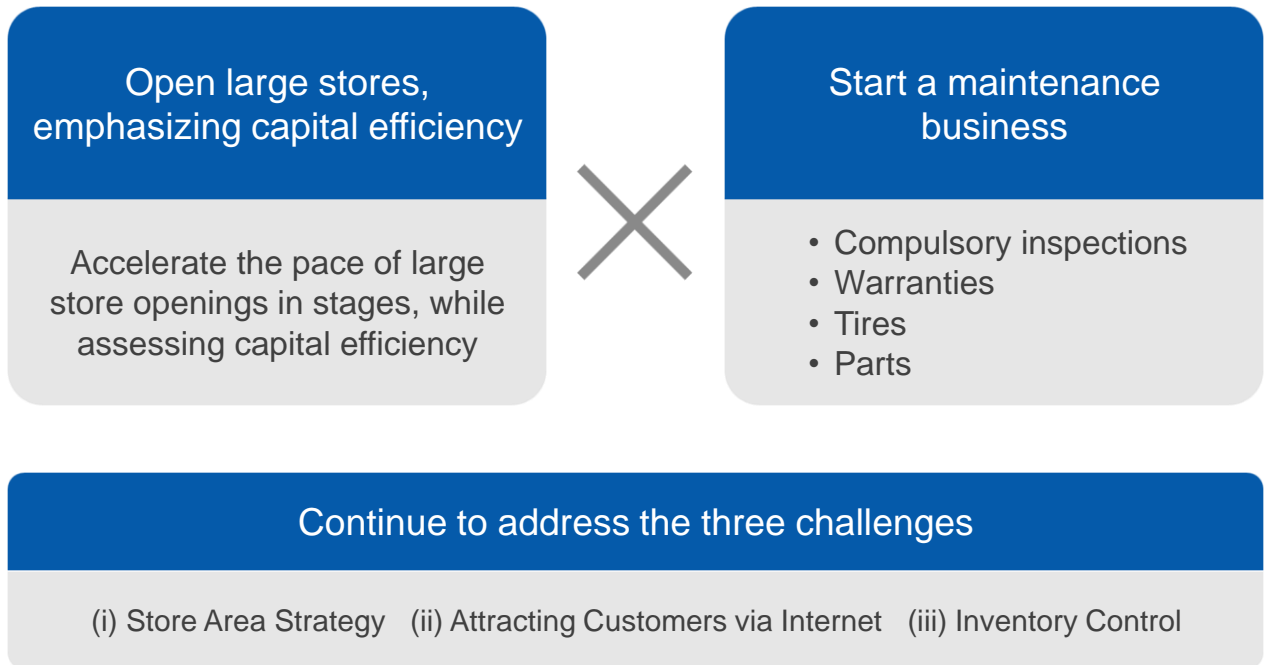 Open large stores,
emphasizing capital efficiency
Accelerate the pace of large
store openings in stages, while
assessing capital efficiency
Start a maintenance
business
• Compulsory inspections
• Warranties
• Tires
• Parts
Continue to address the three challenges
(i) Store Area Strategy (ii) Attracting Customers via Internet (iii) Inventory Control